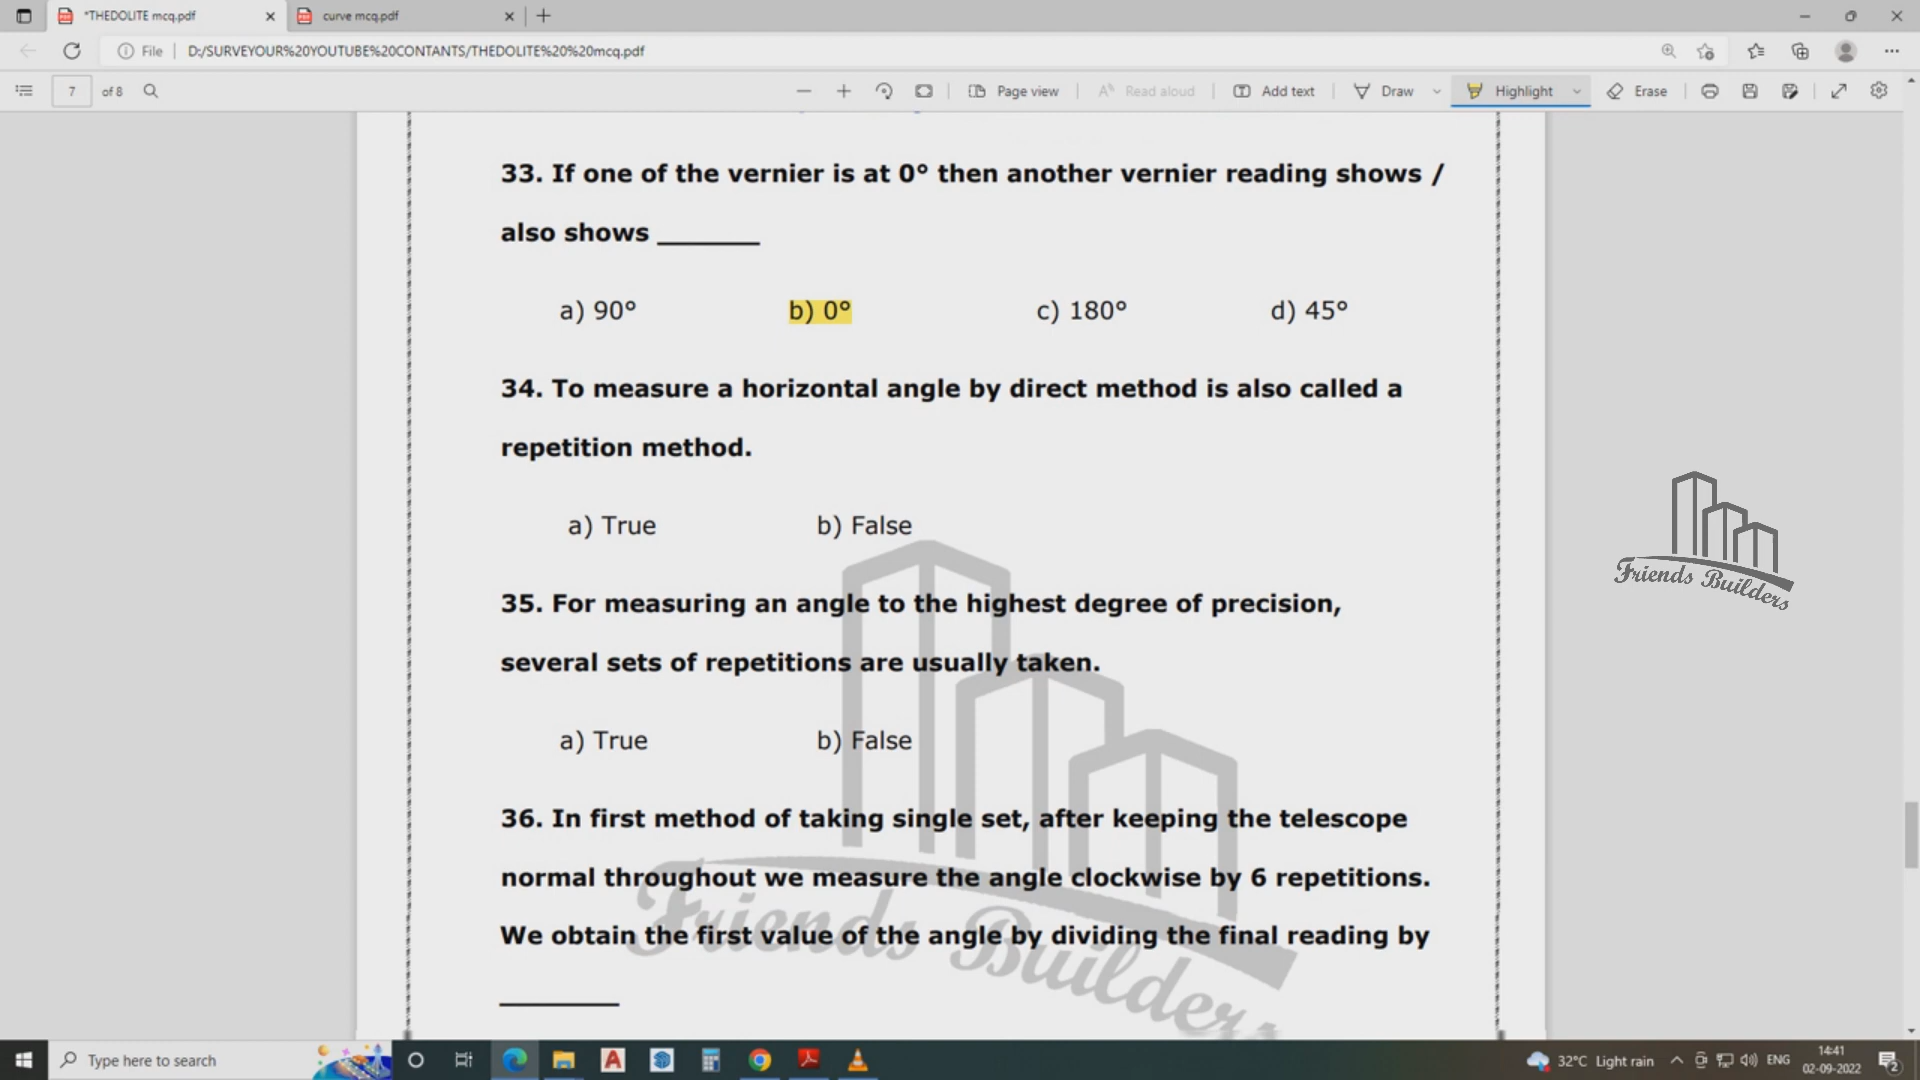 *THEDOLITE mcq.pdf
curve mcq.pdf
File
D:/SURVEYOUR%20YOUTUBE%20CONTANTS/THEDOLITE%20%20mcq.pdf
7 of 8
Page view
Read aloud
Add text
Draw
Highlight
Erase
33. If one of the vernier is at 0° then another vernier reading shows /
also shows _______
a) 90° b) 0° c) 180° d) 45°
34. To measure a horizontal angle by direct method is also called a
repetition method.
a) True b) False
35. For measuring an angle to the highest degree of precision,
several sets of repetitions are usually taken.
a) True b) False
36. In first method of taking single set, after keeping the telescope
normal throughout we measure the angle clockwise by 6 repetitions.
We obtain the first value of the angle by dividing the final reading by
________
Friends Builders
Friends Builders
Type here to search
32°C Light rain
ENG
14:41
02-09-2022
2